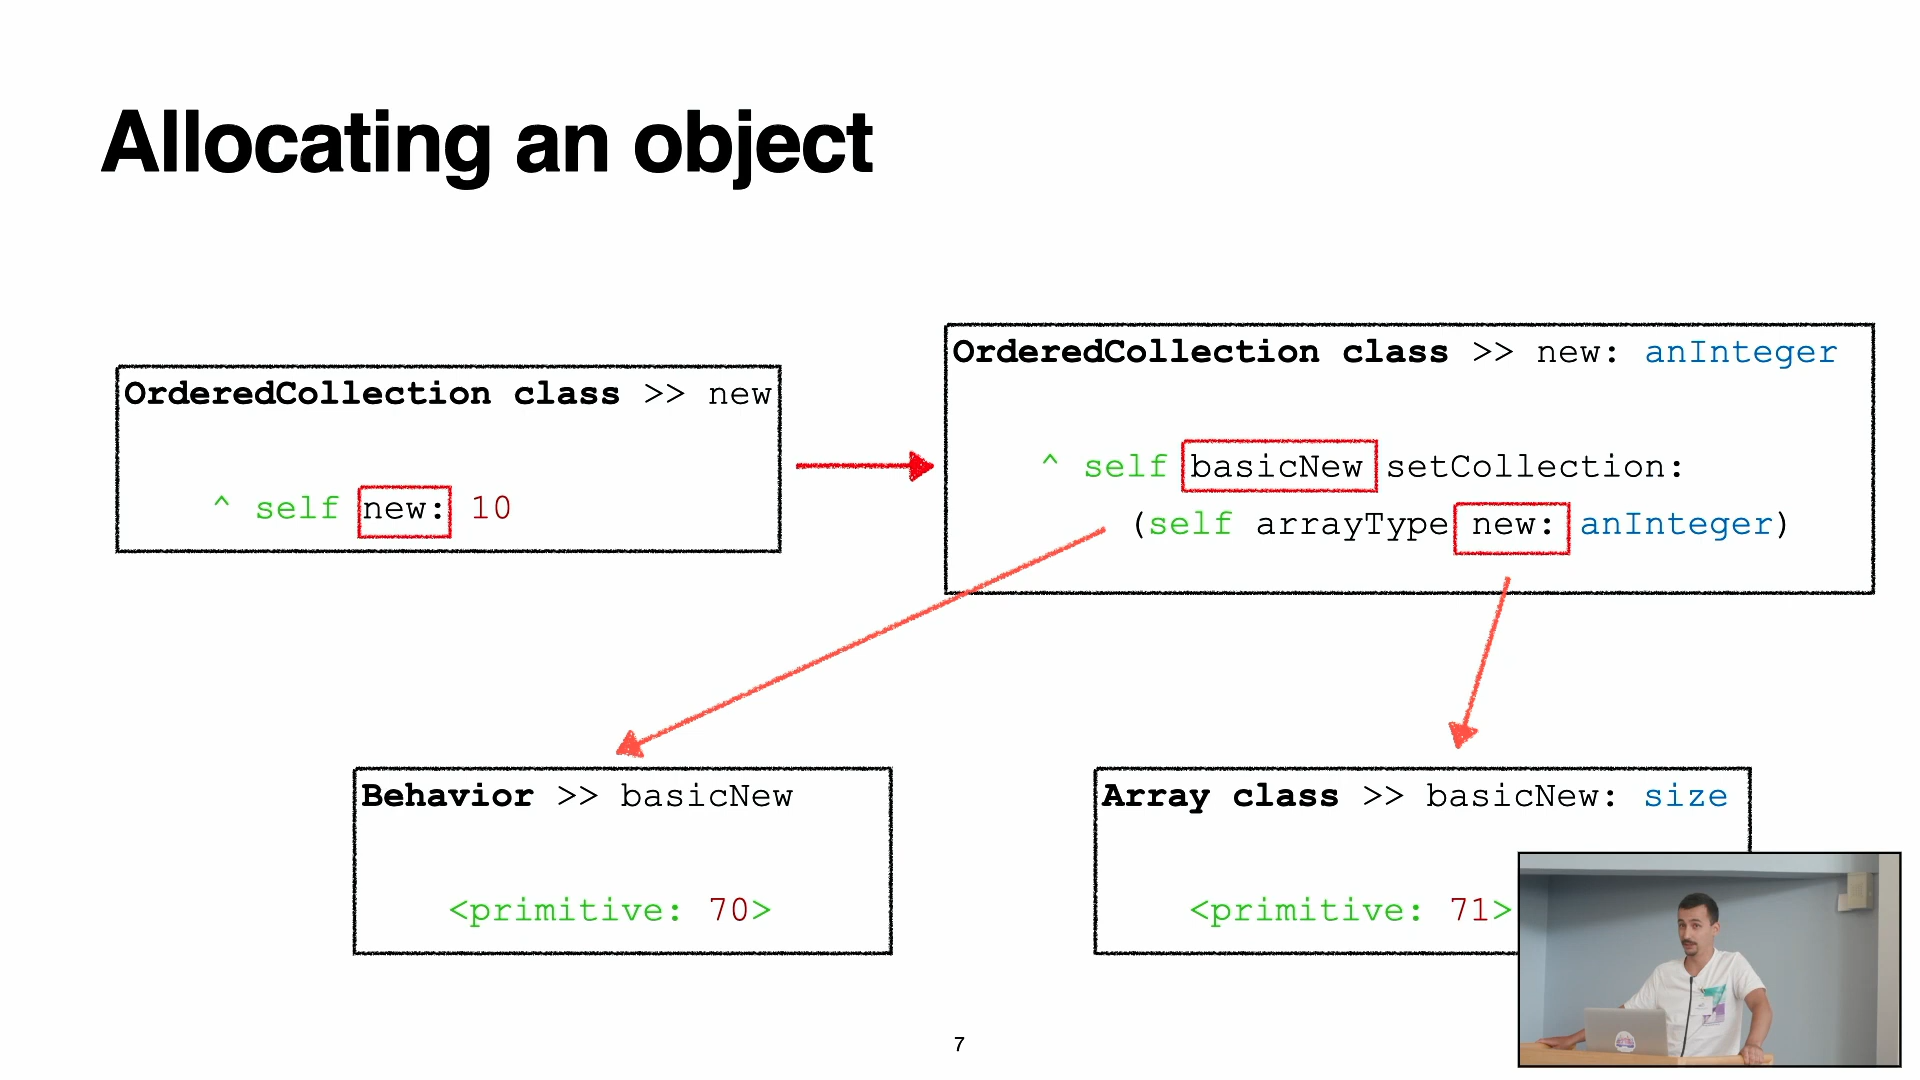 Allocating an object
OrderedCollection class >> new
^ self new: 10
OrderedCollection class >> new: anInteger
^ self basicNew setCollection:
(self arrayType new: anInteger)
Behavior >> basicNew
<primitive: 70>
Array class >> basicNew: size
<primitive: 71>
7